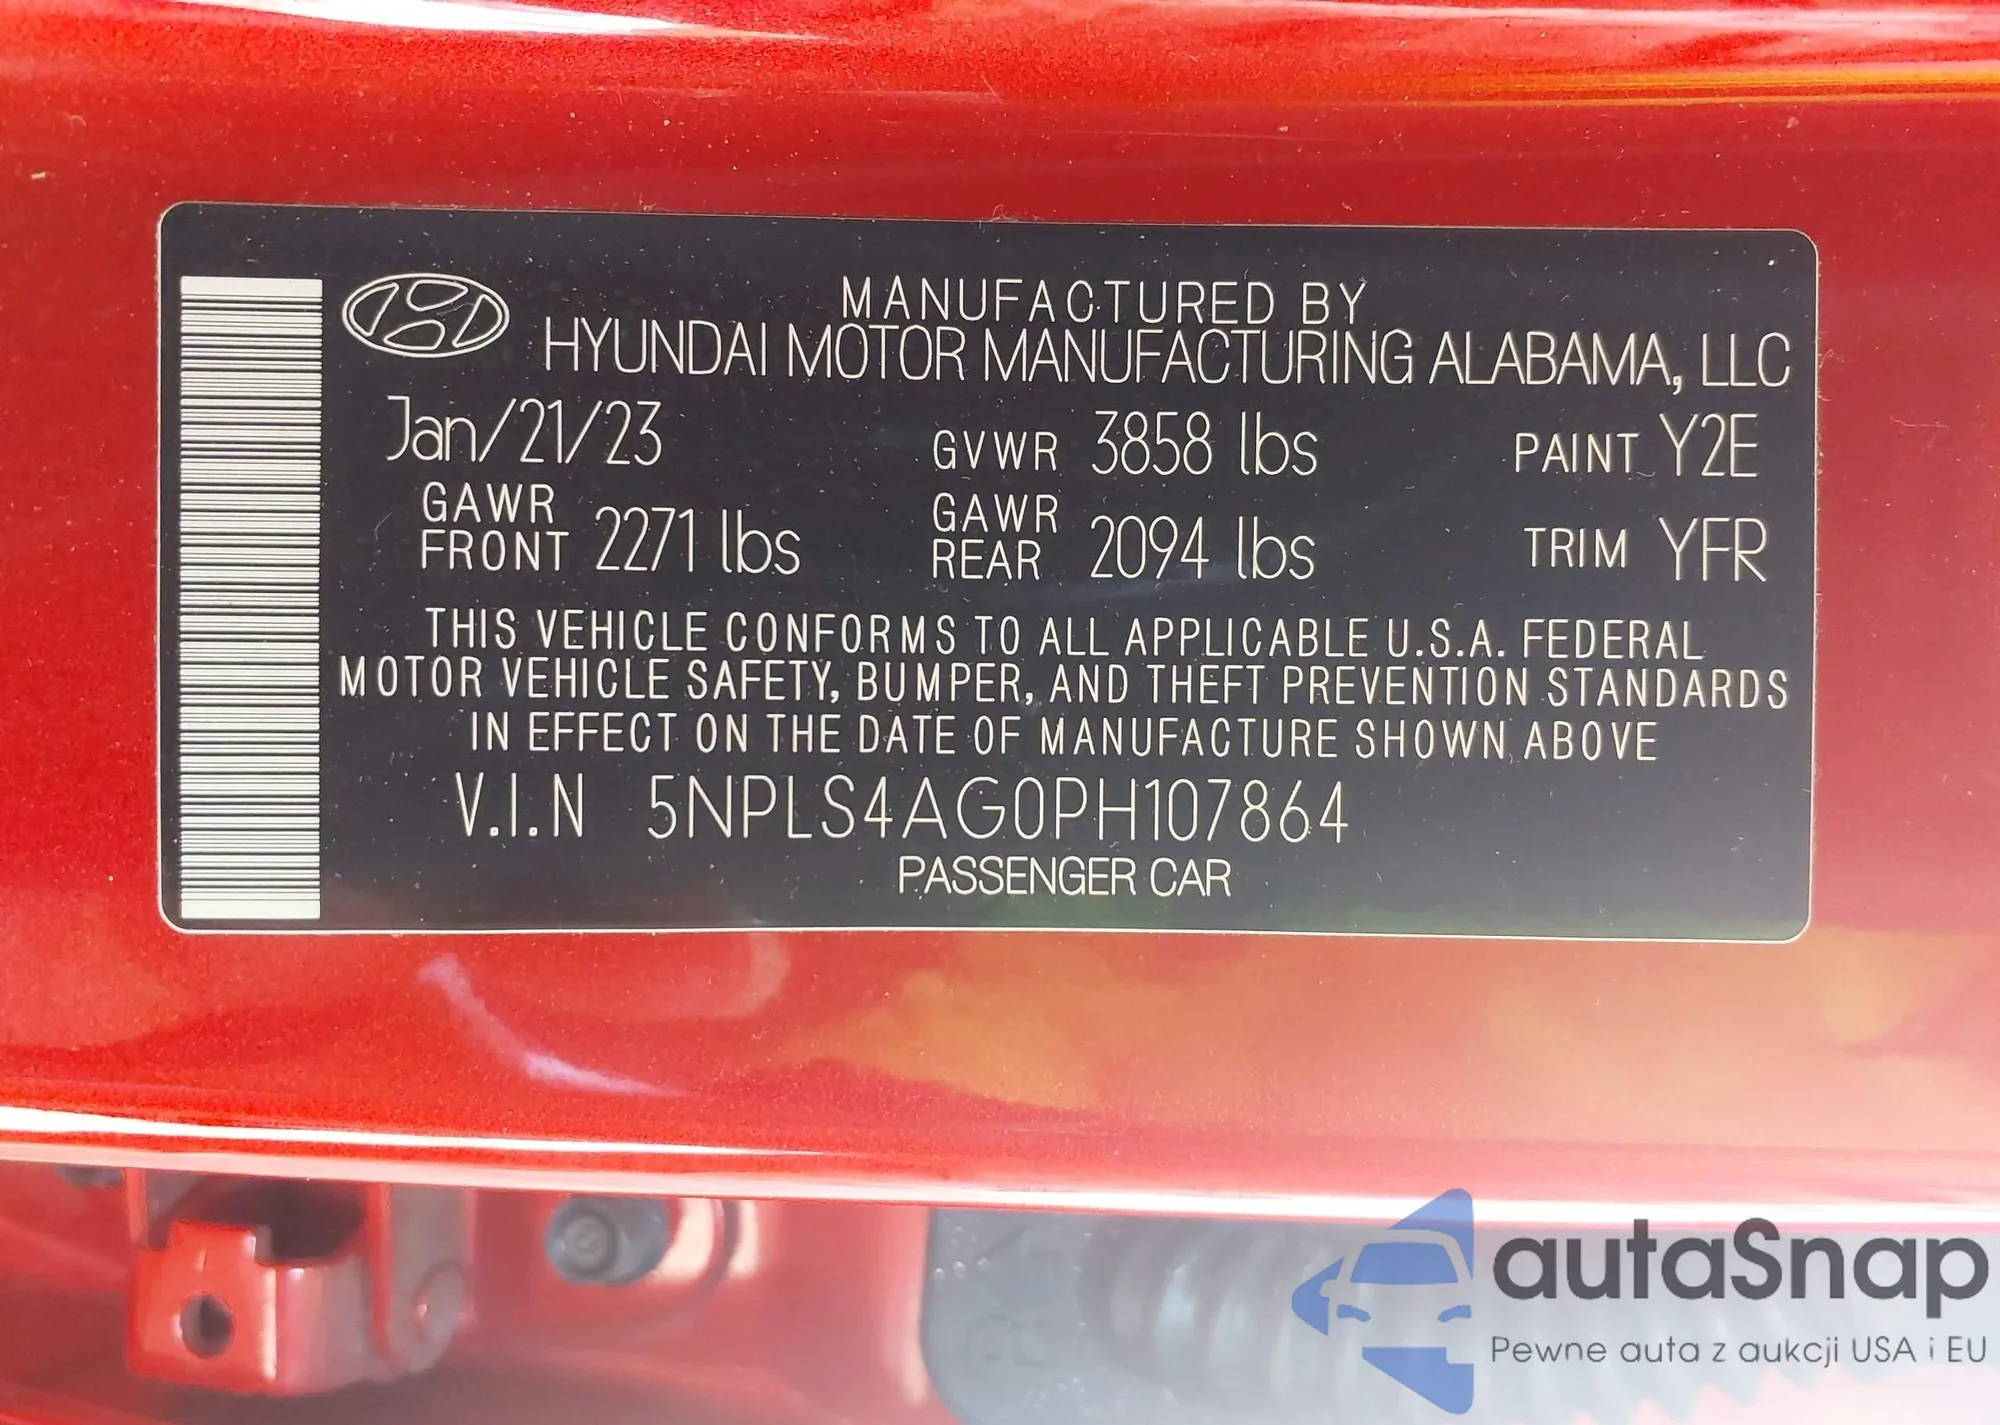 MANUFACTURED BY
HYUNDAI MOTOR MANUFACTURING ALABAMA, LLC
Jan/21/23 GVWR 3858 lbs PAINT Y2E
GAWR FRONT 2271 lbs GAWR REAR 2094 lbs TRIM YFR
THIS VEHICLE CONFORMS TO ALL APPLICABLE U.S.A. FEDERAL
MOTOR VEHICLE SAFETY, BUMPER, AND THEFT PREVENTION STANDARDS
IN EFFECT ON THE DATE OF MANUFACTURE SHOWN ABOVE
V.I.N 5NPLS4AG0PH107864
PASSENGER CAR
autaSnap
Pewne auta z aukcji USA i EU